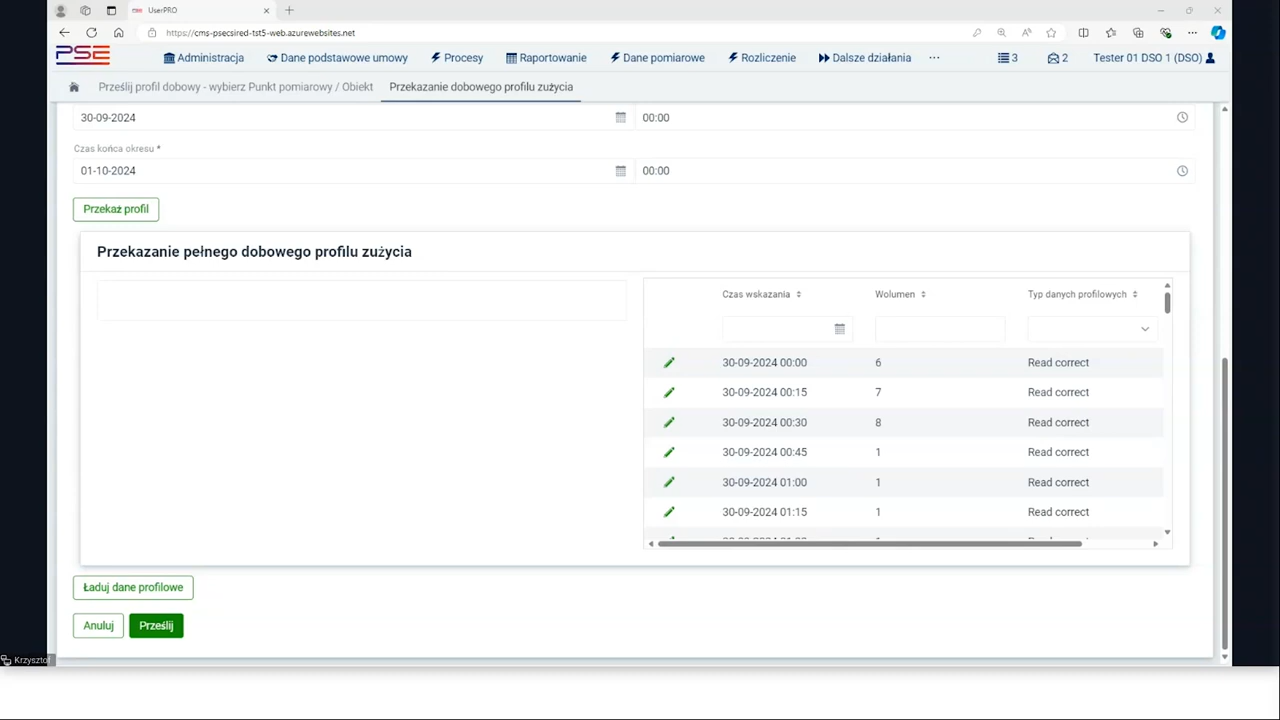 UserPRO
https://cms-psecsired-tst5-web.azurewebsites.net
PSE
Administracja
Dane podstawowe umowy
Procesy
Raportowanie
Dane pomiarowe
Rozliczenie
Dalsze działania
3
2
Tester 01 DSO 1 (DSO)
Prześlij profil dobowy - wybierz Punkt pomiarowy / Obiekt
Przekazanie dobowego profilu zużycia
30-09-2024 00:00
Czas końca okresu *
01-10-2024 00:00
Przekaż profil
Przekazanie pełnego dobowego profilu zużycia
Czas wskazania Wolumen Typ danych profilowych
30-09-2024 00:00 6 Read correct
30-09-2024 00:15 7 Read correct
30-09-2024 00:30 8 Read correct
30-09-2024 00:45 1 Read correct
30-09-2024 01:00 1 Read correct
30-09-2024 01:15 1 Read correct
Ładuj dane profilowe
Anuluj
Prześlij
Krzysztof